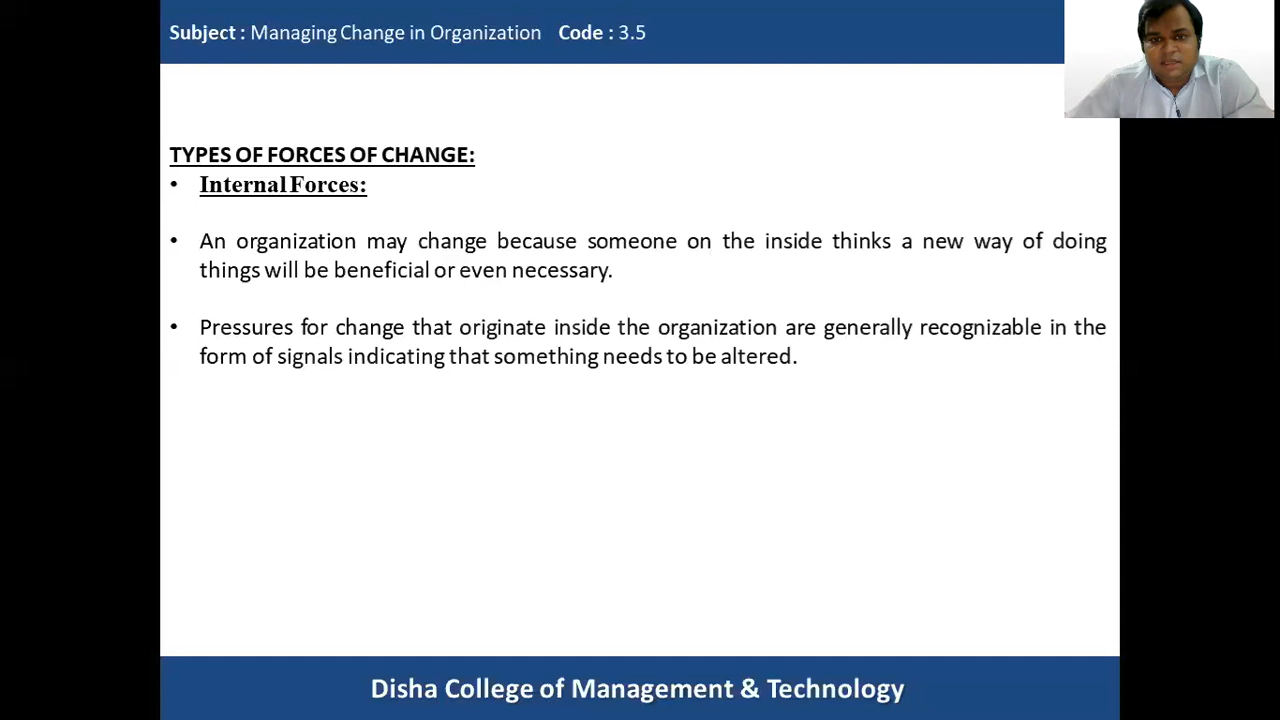 Subject : Managing Change in Organization Code : 3.5
TYPES OF FORCES OF CHANGE:
• Internal Forces:
• An organization may change because someone on the inside thinks a new way of doing
things will be beneficial or even necessary.
• Pressures for change that originate inside the organization are generally recognizable in the
form of signals indicating that something needs to be altered.
Disha College of Management & Technology